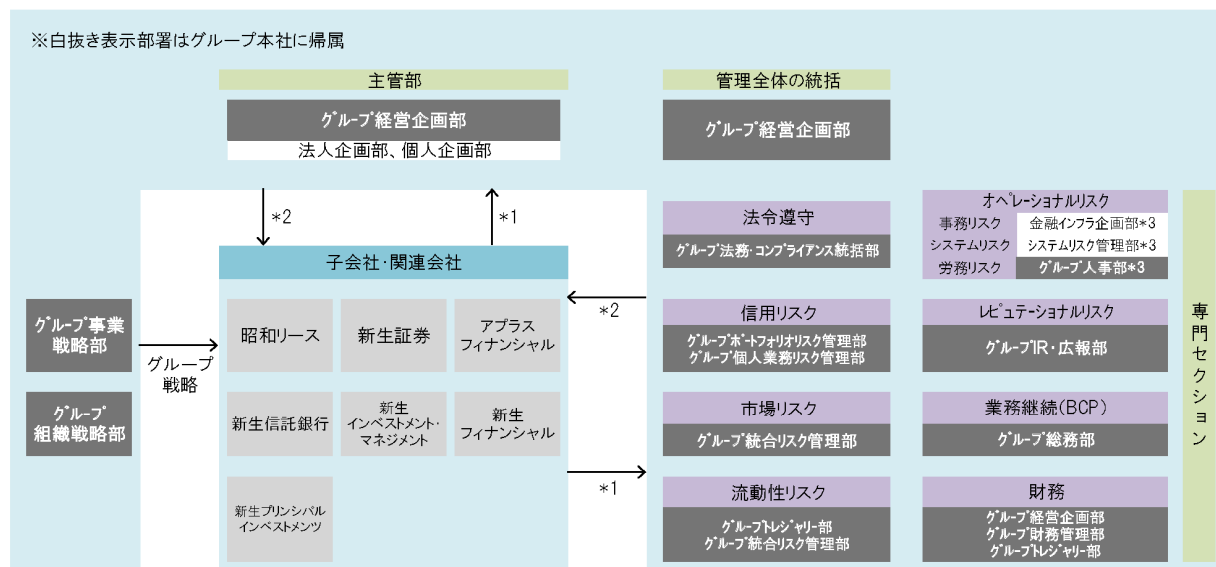 ※白抜き表示部署はグループ本社に帰属
主管部
グループ経営企画部
法人企画部、個人企画部
*2
*1
子会社・関連会社
昭和リース
新生証券
アプラス
フィナンシャル
新生信託銀行
新生
インベストメント・
マネジメント
新生
フィナンシャル
新生プリンシパル
インベストメンツ
グループ事業
戦略部
グループ
組織戦略部
グループ
戦略
*2
*1
管理全体の統括
グループ経営企画部
法令遵守
グループ法務・コンプライアンス統括部
信用リスク
グループポートフォリオリスク管理部
グループ個人業務リスク管理部
市場リスク
グループ統合リスク管理部
流動性リスク
グループトレジャリー部
グループ統合リスク管理部
オペレーショナルリスク
事務リスク 金融インフラ企画部*3
システムリスク システムリスク管理部*3
労務リスク グループ人事部*3
レピュテーショナルリスク
グループIR・広報部
業務継続(BCP)
グループ総務部
財務
グループ経営企画部
グループ財務管理部
グループトレジャリー部
専門セクション